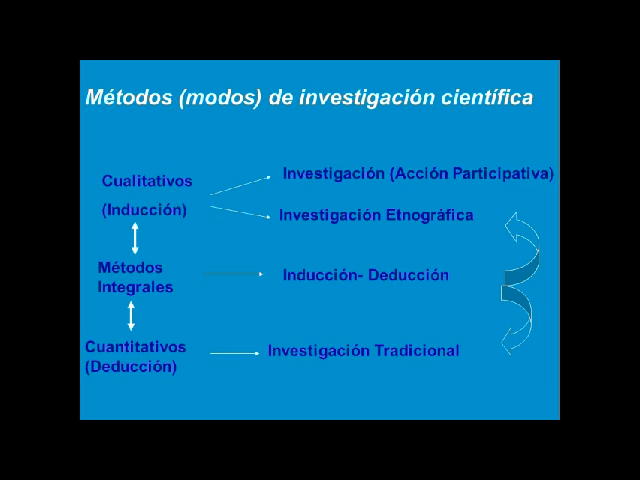 Métodos (modos) de investigación científica
Cualitativos
(Inducción)
Investigación (Acción Participativa)
Investigación Etnográfica
Métodos
Integrales
Inducción- Deducción
Cuantitativos
(Deducción)
Investigación Tradicional